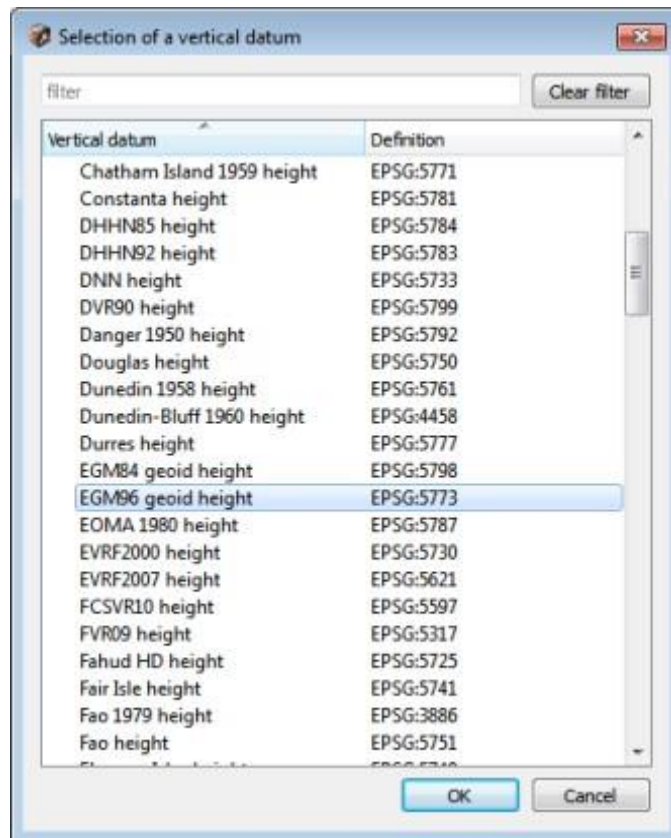 Selection of a vertical datum
filter Clear filter
Vertical datum Definition
Chatham Island 1959 height EPSG:5771
Constanta height EPSG:5781
DHHN85 height EPSG:5784
DHHN92 height EPSG:5783
DNN height EPSG:5733
DVR90 height EPSG:5799
Danger 1950 height EPSG:5792
Douglas height EPSG:5750
Dunedin 1958 height EPSG:5761
Dunedin-Bluff 1960 height EPSG:4458
Durres height EPSG:5777
EGM84 geoid height EPSG:5798
EGM96 geoid height EPSG:5773
EOMA 1980 height EPSG:5787
EVRF2000 height EPSG:5730
EVRF2007 height EPSG:5621
FCSVR10 height EPSG:5597
FVR09 height EPSG:5317
Fahud HD height EPSG:5725
Fair Isle height EPSG:5741
Fao 1979 height EPSG:3886
Fao height EPSG:5751
OK Cancel